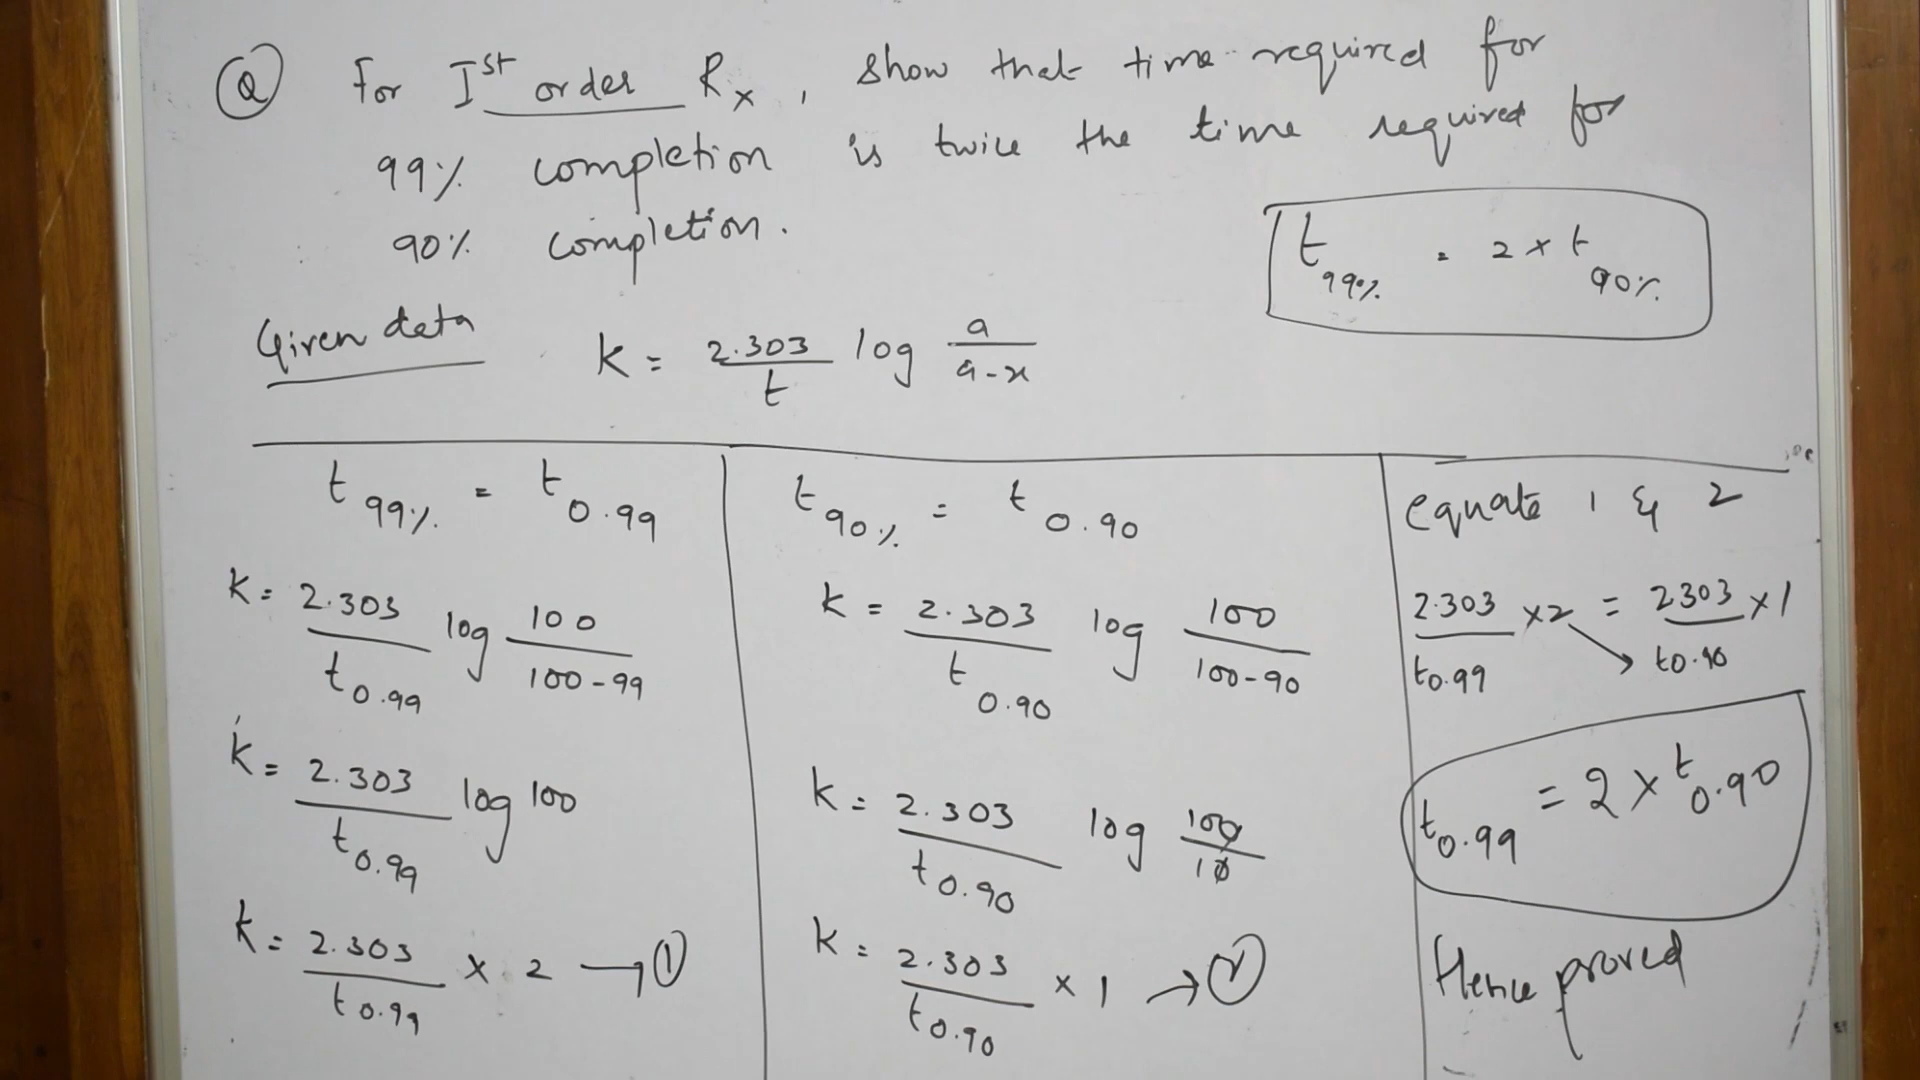 Q For Ist order Rx, show that time required for
99% completion is twice the time required for
90% completion.
t99% = 2 x t90%
Given data K = 2.303/t log a/a-x
t99% = t0.99
K = 2.303/t0.99 log 100/100-99
K = 2.303/t0.99 log 100
K = 2.303/t0.99 x 2 → 1
t90% = t0.90
K = 2.303/t0.90 log 100/100-90
K = 2.303/t0.90 log 100/10
K = 2.303/t0.90 x 1 → 2
equate 1 & 2
2.303/t0.99 x2 = 2303/t0.90 x1
t0.99 = 2 x t0.90
Hence proved